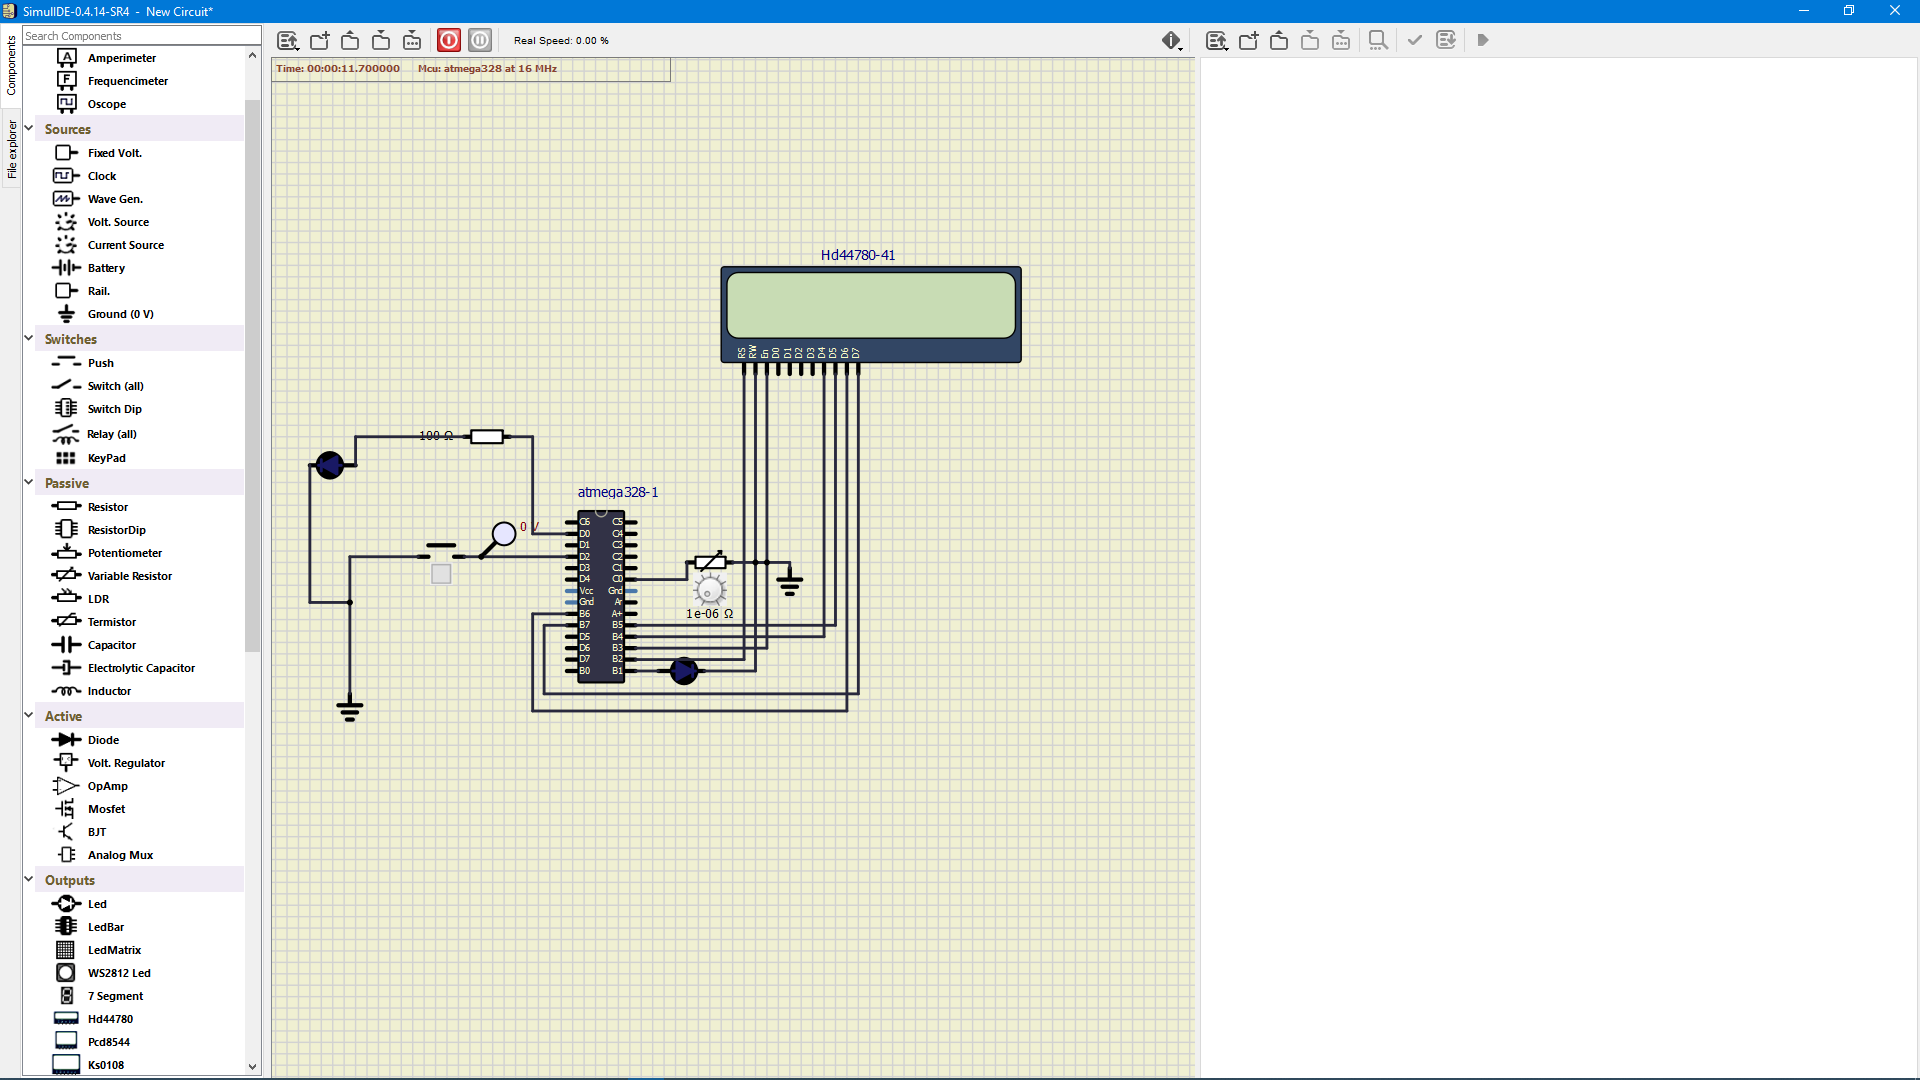 SimulIDE-0.4.14-SR4 - New Circuit*
Components
File explorer
Search Components
Amperimeter
Frequencimeter
Oscope
Sources
Fixed Volt.
Clock
Wave Gen.
Volt. Source
Current Source
Battery
Rail.
Ground (0 V)
Switches
Push
Switch (all)
Switch Dip
Relay (all)
KeyPad
Passive
Resistor
ResistorDip
Potentiometer
Variable Resistor
LDR
Termistor
Capacitor
Electrolytic Capacitor
Inductor
Active
Diode
Volt. Regulator
OpAmp
Mosfet
BJT
Analog Mux
Outputs
Led
LedBar
LedMatrix
WS2812 Led
7 Segment
Hd44780
Pcd8544
Ks0108
Real Speed: 0.00 %
Time: 00:00:11.700000 Mcu: atmega328 at 16 MHz
Hd44780-41
RS RW En D0 D1 D2 D3 D4 D5 D6 D7
100 Ω
atmega328-1
0 V
C6 C5
D0 C4
D1 C3
D2 C2
D3 C1
D4 C0
Vcc Gnd
Gnd Ar
B6 A+
B7 B5
D5 B4
D6 B3
D7 B2
B0 B1
1e-06 Ω